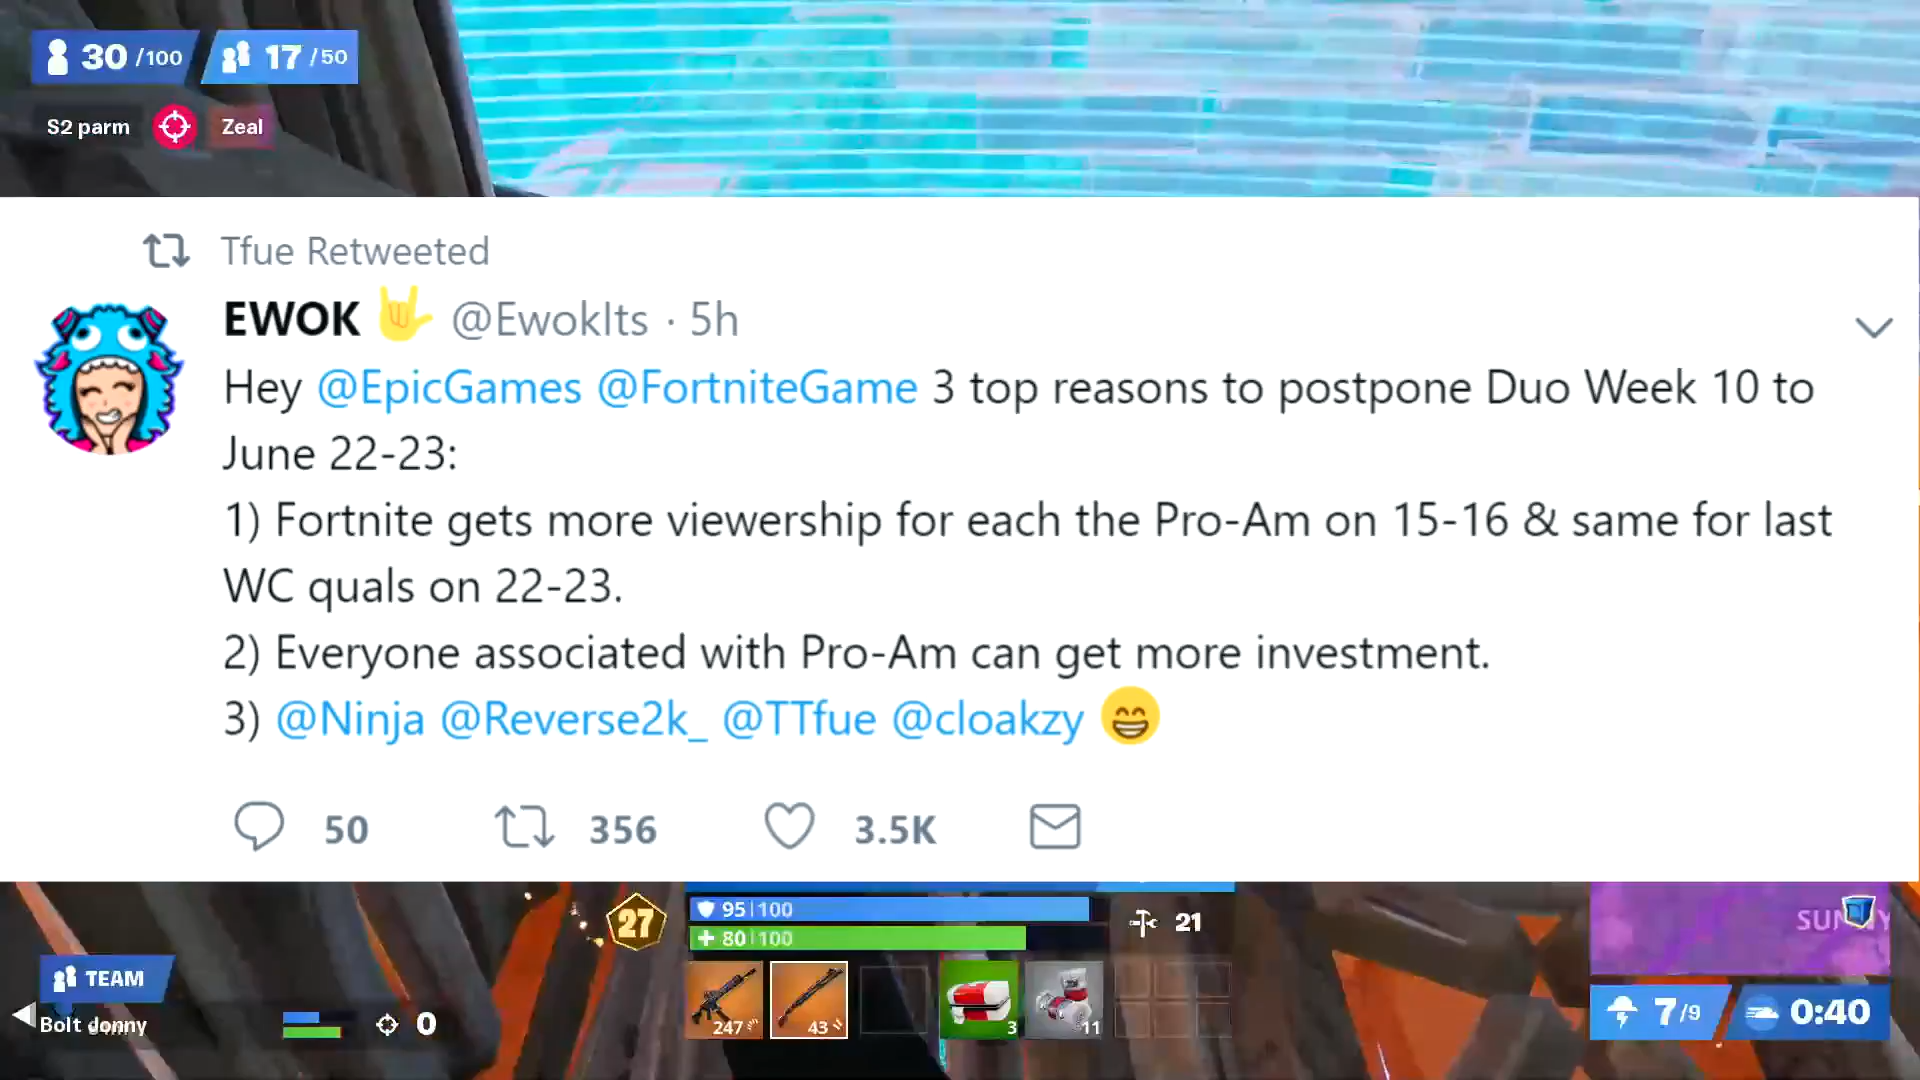 30 /100 17 /50
S2 parm Zeal
Tfue Retweeted
EWOK 🤟 @EwokIts · 5h
Hey @EpicGames @FortniteGame 3 top reasons to postpone Duo Week 10 to
June 22-23:
1) Fortnite gets more viewership for each the Pro-Am on 15-16 & same for last
WC quals on 22-23.
2) Everyone associated with Pro-Am can get more investment.
3) @Ninja @Reverse2k_ @TTfue @cloakzy 😁
50 356 3.5K
27 95|100 21
+ 80|100
TEAM
247 43 3 11
Bolt donny 0
7/9 0:40